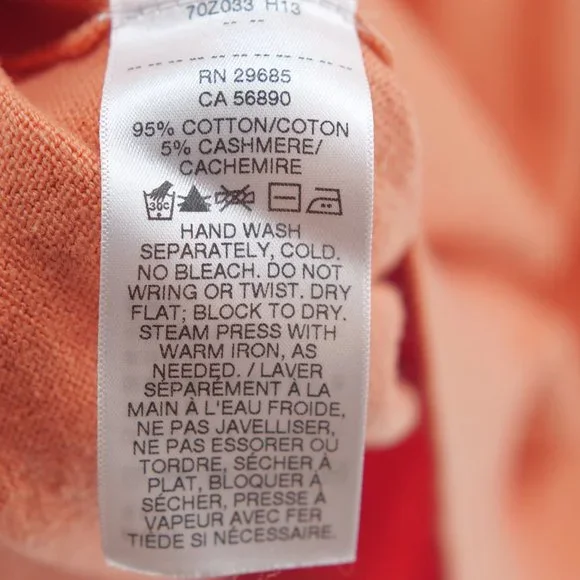 70Z033 H13
RN 29685
CA 56890
95% COTTON/COTON
5% CASHMERE/
CACHEMIRE
30C
HAND WASH
SEPARATELY, COLD.
NO BLEACH. DO NOT
WRING OR TWIST. DRY
FLAT; BLOCK TO DRY.
STEAM PRESS WITH
WARM IRON, AS
NEEDED. / LAVER
SÉPARÉMENT À LA
MAIN À L'EAU FROIDE,
NE PAS JAVELLISER,
NE PAS ESSORER OU
TORDRE, SÉCHER À
PLAT, BLOQUER À
SÉCHER, PRESSE À
VAPEUR AVEC FER
TIÈDE SI NÉCESSAIRE.